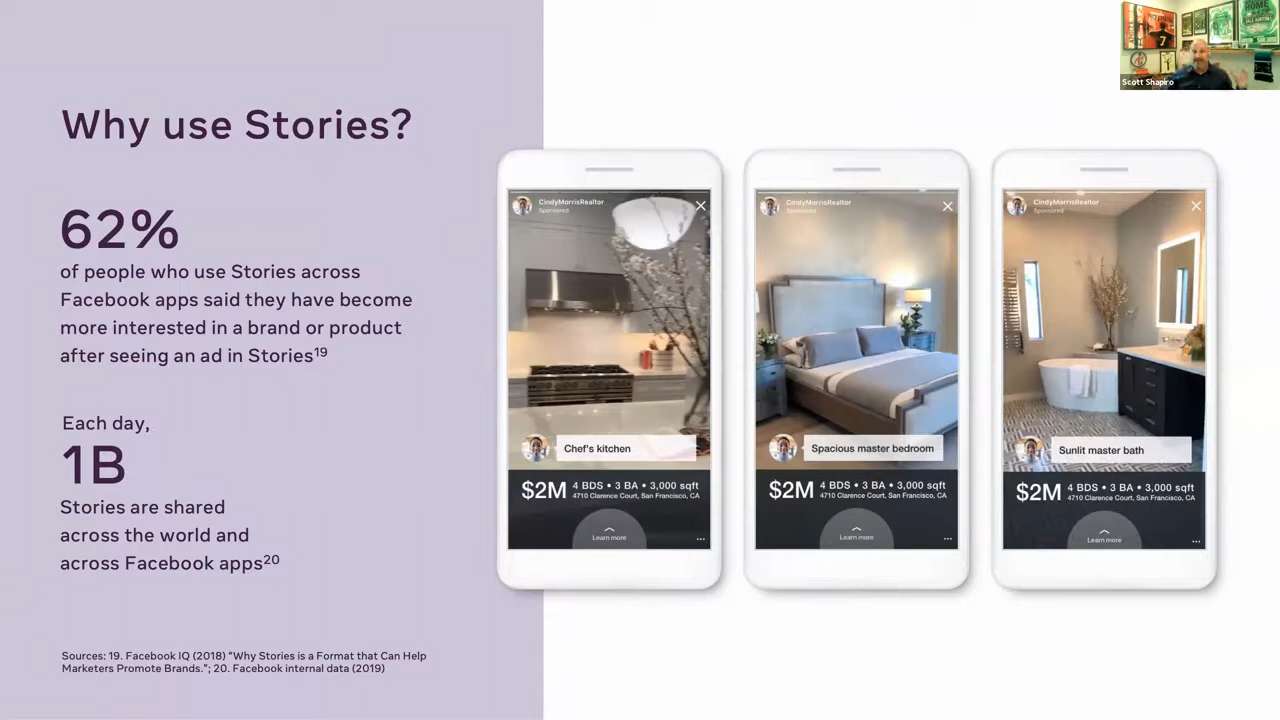 Scott Shapiro
Why use Stories?
62%
of people who use Stories across
Facebook apps said they have become
more interested in a brand or product
after seeing an ad in Stories19
Each day,
1B
Stories are shared
across the world and
across Facebook apps20
Sources: 19. Facebook IQ (2018) "Why Stories is a Format that Can Help
Marketers Promote Brands."; 20. Facebook internal data (2019)
CindyMorrisRealtor
Sponsored
Chef's kitchen
$2M 4 BDS • 3 BA • 3,000 sqft
4710 Clarence Court, San Francisco, CA
Learn more
CindyMorrisRealtor
Sponsored
Spacious master bedroom
$2M 4 BDS • 3 BA • 3,000 sqft
4710 Clarence Court, San Francisco, CA
Learn more
CindyMorrisRealtor
Sponsored
Sunlit master bath
$2M 4 BDS • 3 BA • 3,000 sqft
4710 Clarence Court, San Francisco, CA
Learn more